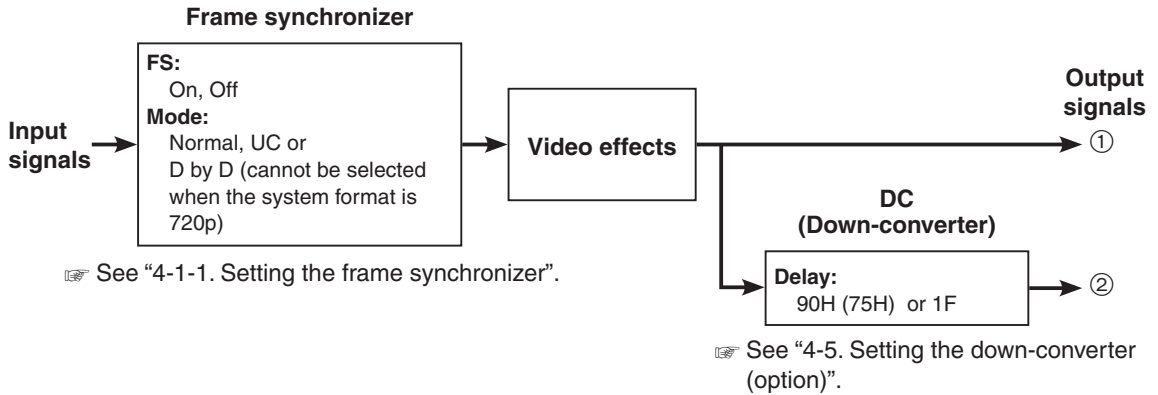 Frame synchronizer
Input
signals
FS:
On, Off
Mode:
Normal, UC or
D by D (cannot be selected
when the system format is
720p)
☞ See “4-1-1. Setting the frame synchronizer”.
Video effects
Output
signals
①
DC
(Down-converter)
Delay:
90H (75H) or 1F
②
☞ See “4-5. Setting the down-converter
(option)”.